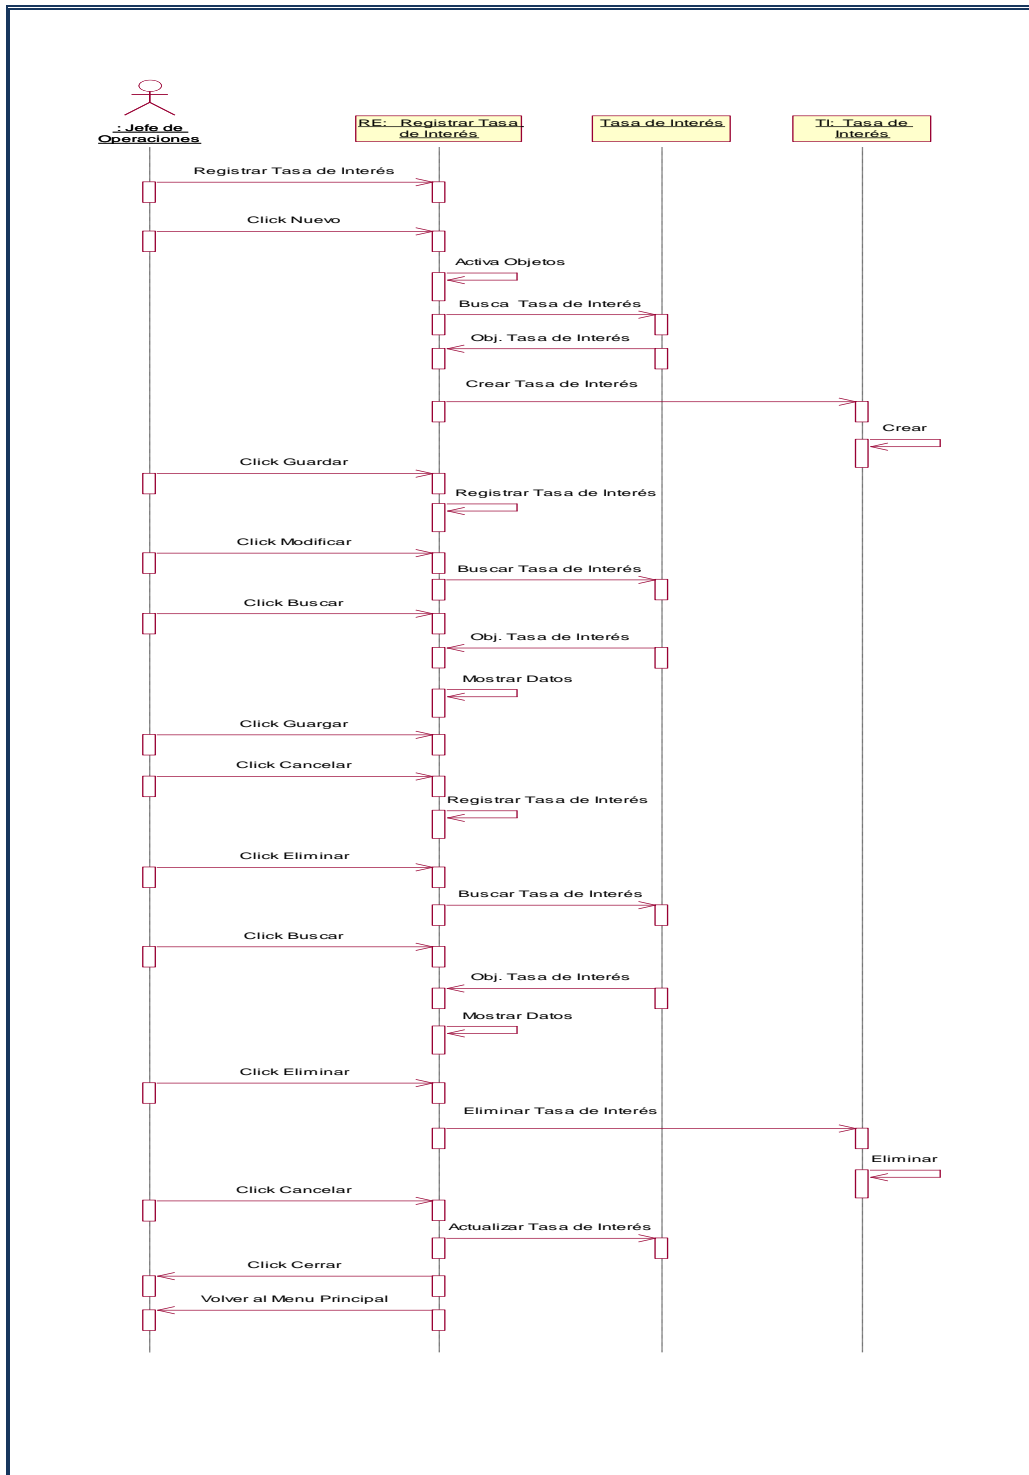 : Jefe de
Operaciones
RE: Registrar Tasa
de Interés
Tasa de Interés
TI: Tasa de
Interés
Registrar Tasa de Interés
Click Nuevo
Activa Objetos
Busca Tasa de Interés
Obj. Tasa de Interés
Crear Tasa de Interés
Crear
Click Guardar
Registrar Tasa de Interés
Click Modificar
Buscar Tasa de Interés
Click Buscar
Obj. Tasa de Interés
Mostrar Datos
Click Guargar
Click Cancelar
Registrar Tasa de Interés
Click Eliminar
Buscar Tasa de Interés
Click Buscar
Obj. Tasa de Interés
Mostrar Datos
Click Eliminar
Eliminar Tasa de Interés
Eliminar
Click Cancelar
Actualizar Tasa de Interés
Click Cerrar
Volver al Menu Principal